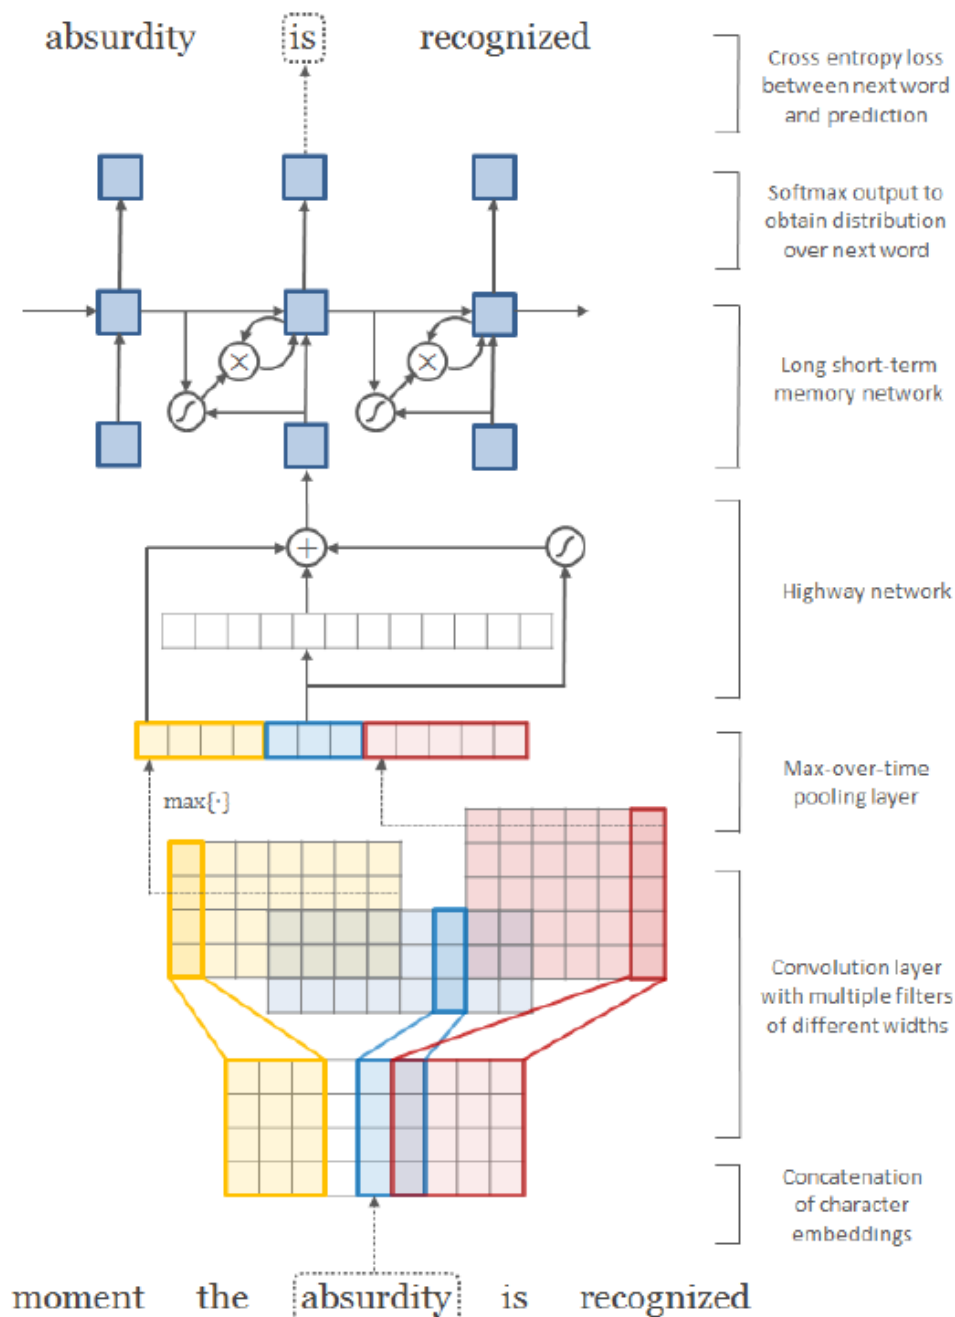 absurdity is recognized
Cross entropy loss
between next word
and prediction
Softmax output to
obtain distribution
over next word
Long short-term
memory network
Highway network
Max-over-time
pooling layer
max{·}
Convolution layer
with multiple filters
of different widths
Concatenation
of character
embeddings
moment the absurdity is recognized